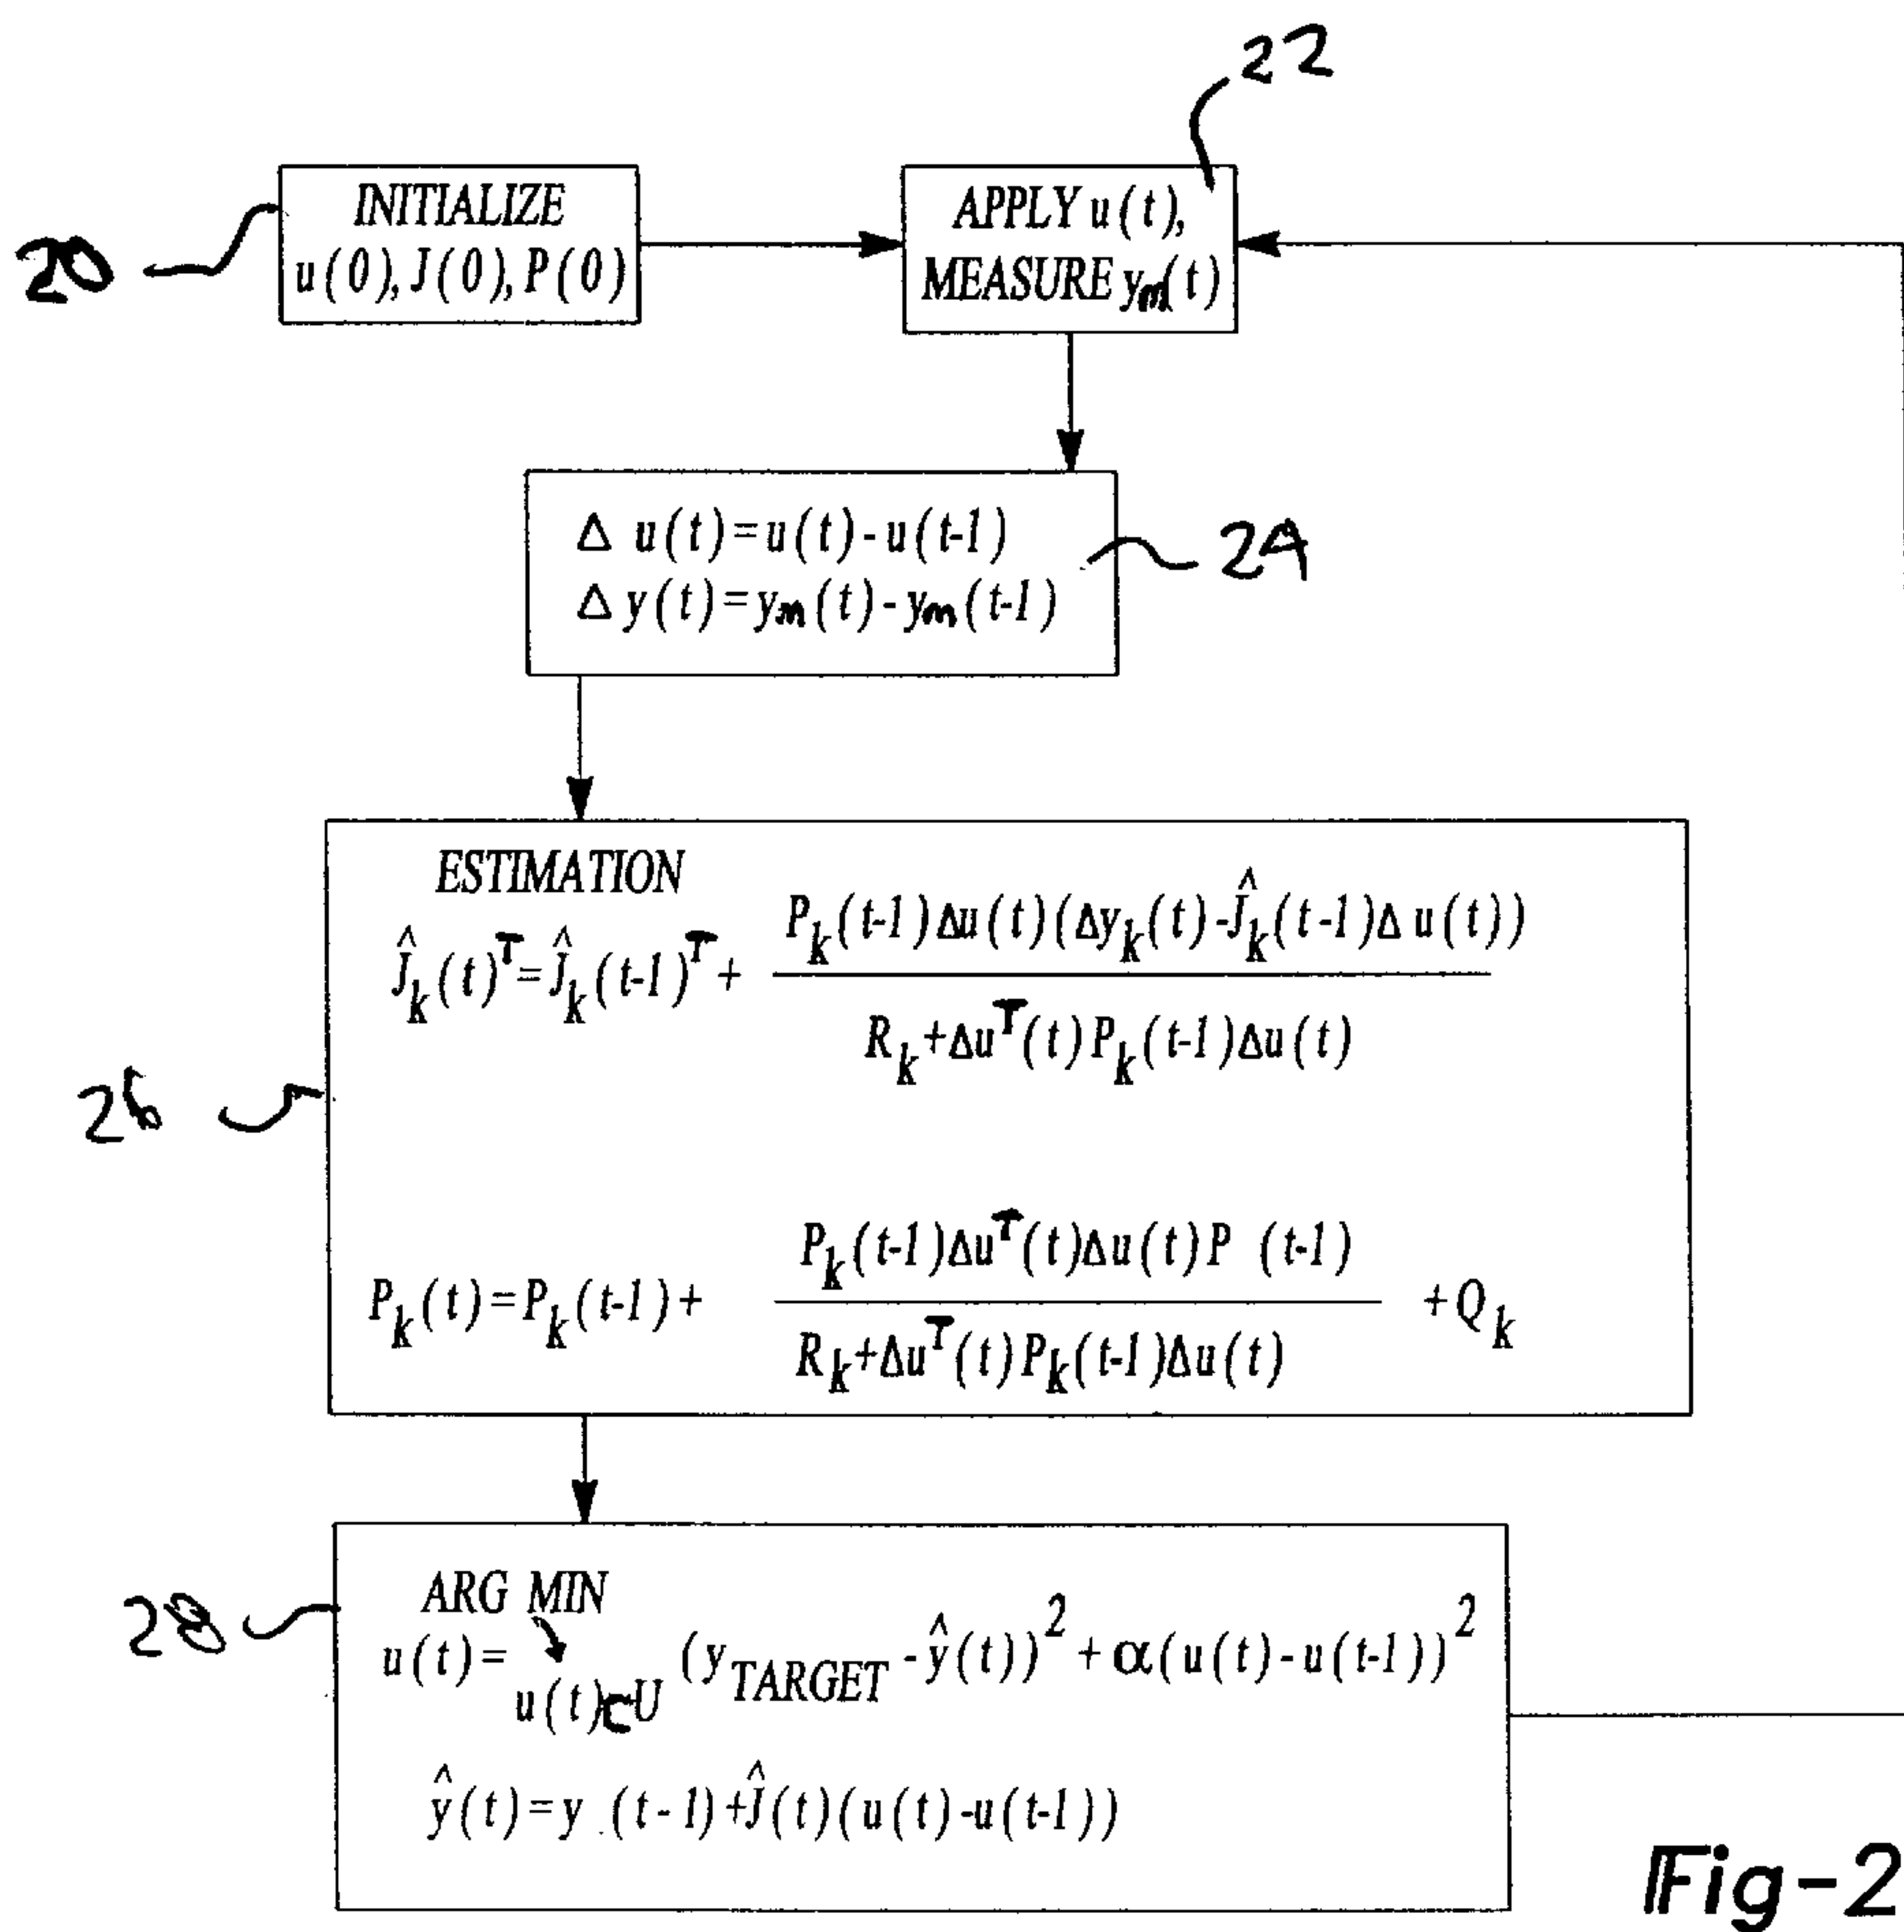 22
INITIALIZE
u(0), J(0), P(0)
20
APPLY u(t),
MEASURE yₘ(t)
Δ u(t)=u(t)-u(t-1)
Δ y(t)=yₘ(t)-yₘ(t-1)
24
ESTIMATION
Ĵₖ(t)ᵀ=Ĵₖ(t-1)ᵀ+ Pₖ(t-1)Δu(t)(Δyₖ(t)-Ĵₖ(t-1)Δ u(t))
Rₖ+Δuᵀ(t)Pₖ(t-1)Δu(t)
26
Pₖ(t-1)Δuᵀ(t)Δu(t)P (t-1)
Pₖ(t)=Pₖ(t-1)+ +Qₖ
Rₖ+Δuᵀ(t)Pₖ(t-1)Δu(t)
28
ARG MIN
u(t)= (y_TARGET -ŷ(t))²+α(u(t)-u(t-1))²
u(t)⊂U
ŷ(t)=y (t-1)+Ĵ(t)(u(t)-u(t-1))
Fig-2